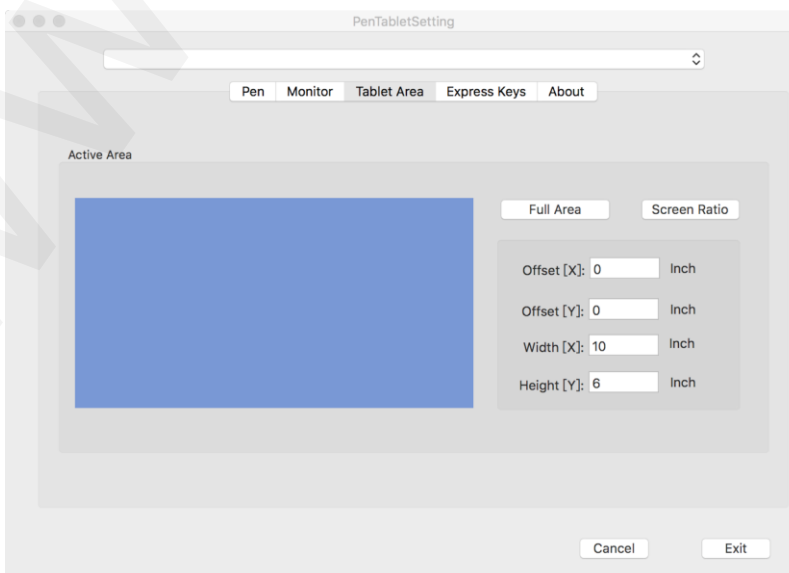 PenTabletSetting
Pen Monitor Tablet Area Express Keys About
Active Area
Full Area Screen Ratio
Offset [X]: 0 Inch
Offset [Y]: 0 Inch
Width [X]: 10 Inch
Height [Y]: 6 Inch
Cancel Exit